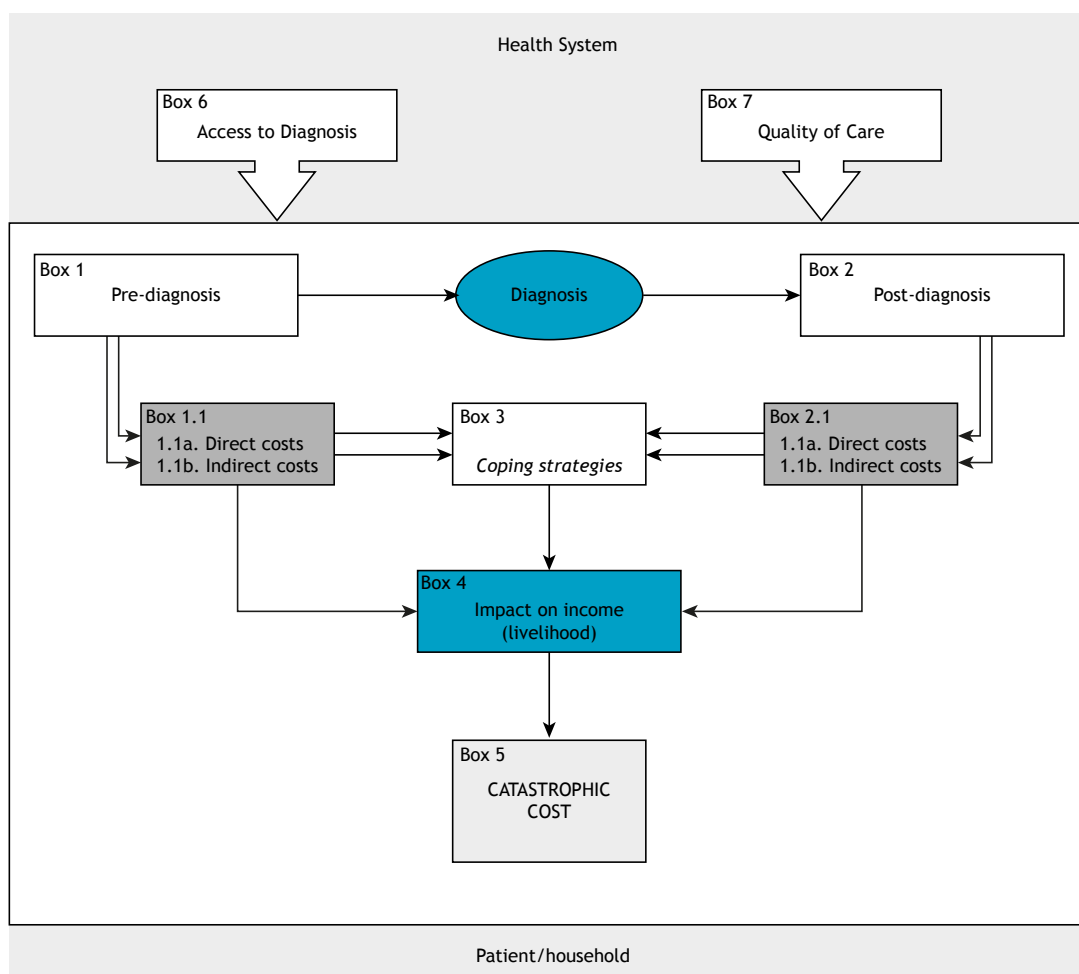 Health System
Box 6
Access to Diagnosis
Box 7
Quality of Care
Box 1
Pre-diagnosis
Diagnosis
Box 2
Post-diagnosis
Box 1.1
1.1a. Direct costs
1.1b. Indirect costs
Box 3
Coping strategies
Box 2.1
1.1a. Direct costs
1.1b. Indirect costs
Box 4
Impact on income
(livelihood)
Box 5
CATASTROPHIC
COST
Patient/household